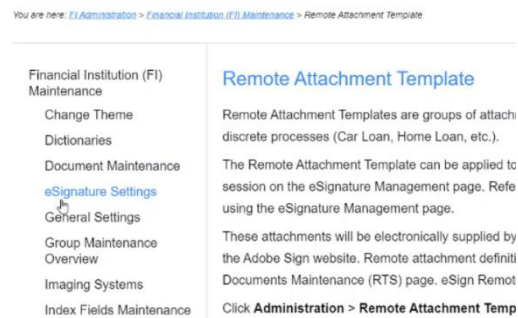 You are here: FI Administration > Financial Institution (FI) Maintenance > Remote Attachment Template
Financial Institution (FI)
Maintenance
Change Theme
Dictionaries
Document Maintenance
eSignature Settings
General Settings
Group Maintenance
Overview
Imaging Systems
Index Fields Maintenance
Remote Attachment Template
Remote Attachment Templates are groups of attach
discrete processes (Car Loan, Home Loan, etc.).
The Remote Attachment Template can be applied to
session on the eSignature Management page. Refe
using the eSignature Management page.
These attachments will be electronically supplied by
the Adobe Sign website. Remote attachment definiti
Documents Maintenance (RTS) page. eSign Remot
Click Administration > Remote Attachment Temp